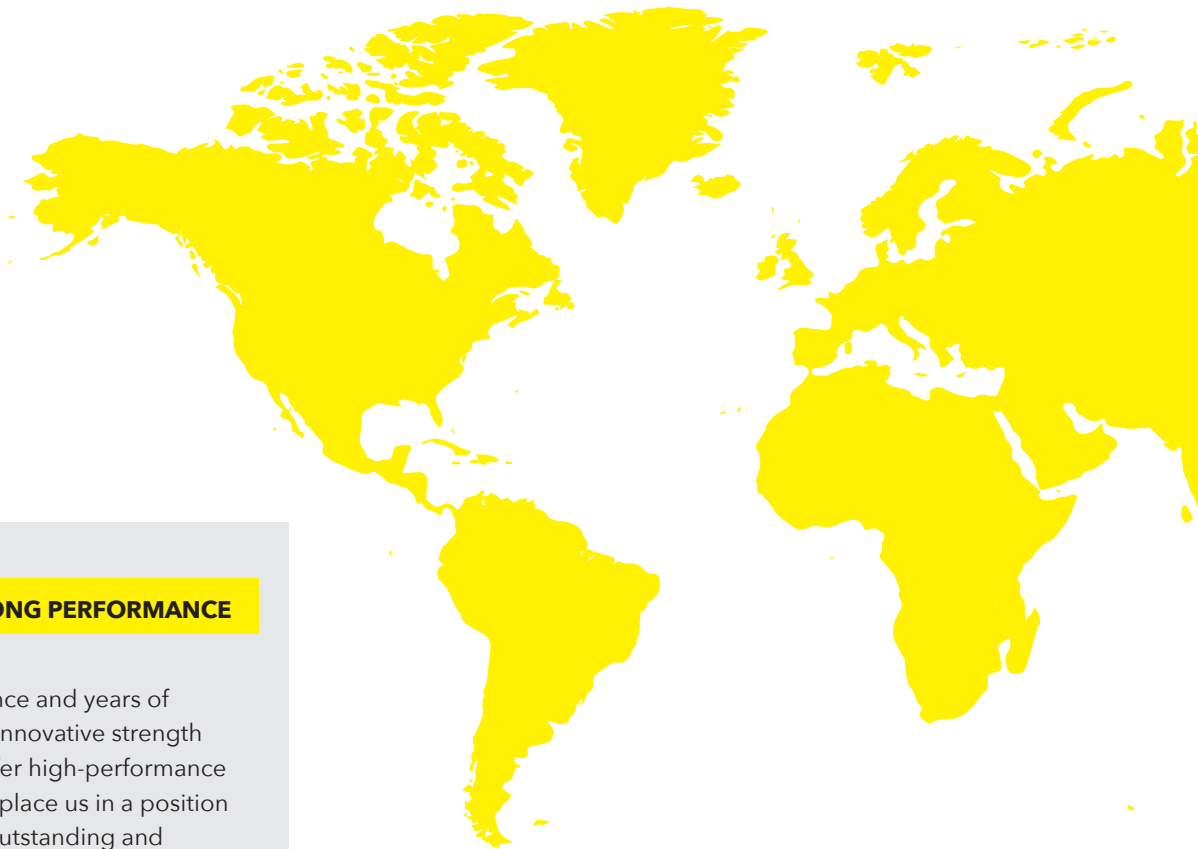 ONG PERFORMANCE
nce and years of
nnovative strength
er high-performance
place us in a position
utstanding and